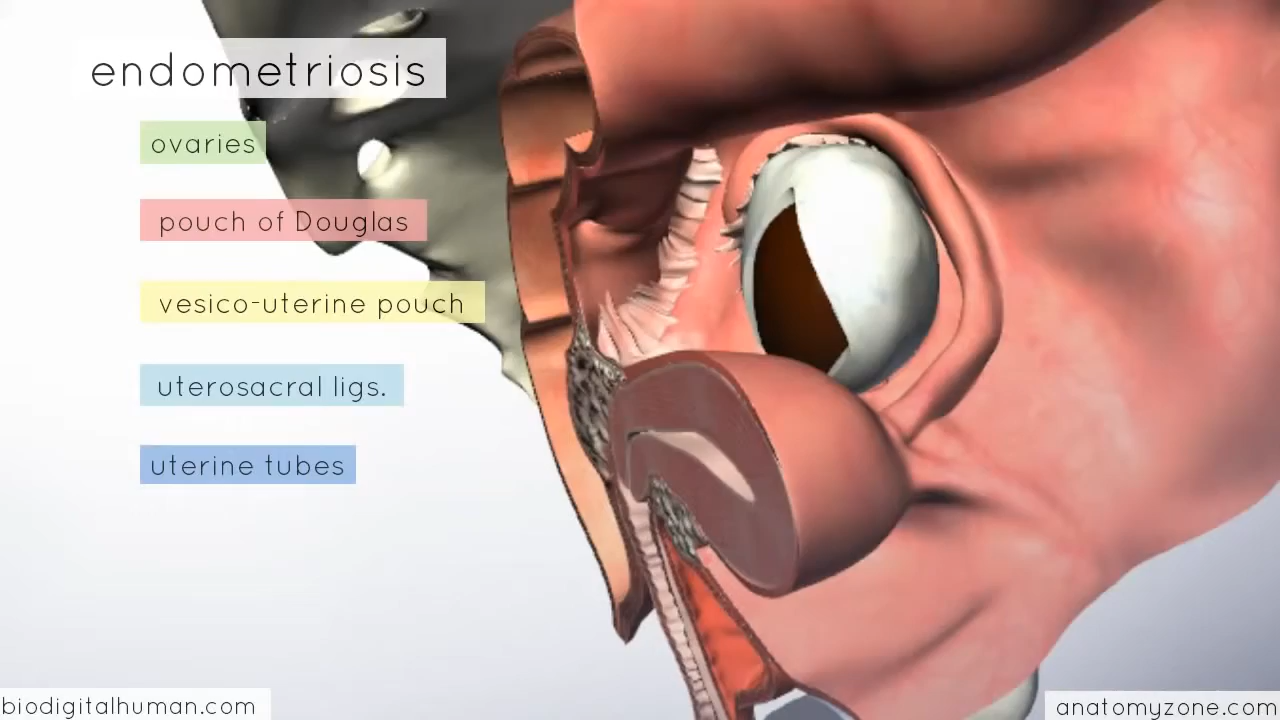 endometriosis
ovaries
pouch of Douglas
vesico-uterine pouch
uterosacral ligs.
uterine tubes
biodigitalhuman.com
anatomyzone.com